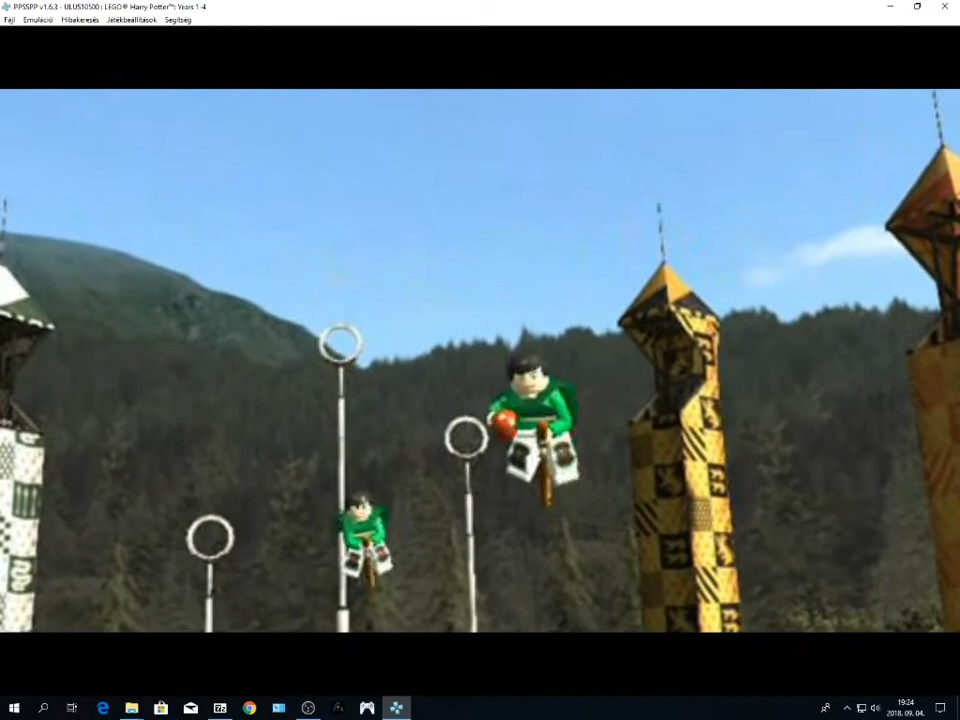 PPSSPP v1.6.3 - ULUS10500 : LEGO® Harry Potter™: Years 1-4
Fájl Emuláció Hibakeresés Játékbeállítások Segítség
19:24
2018. 09. 04.